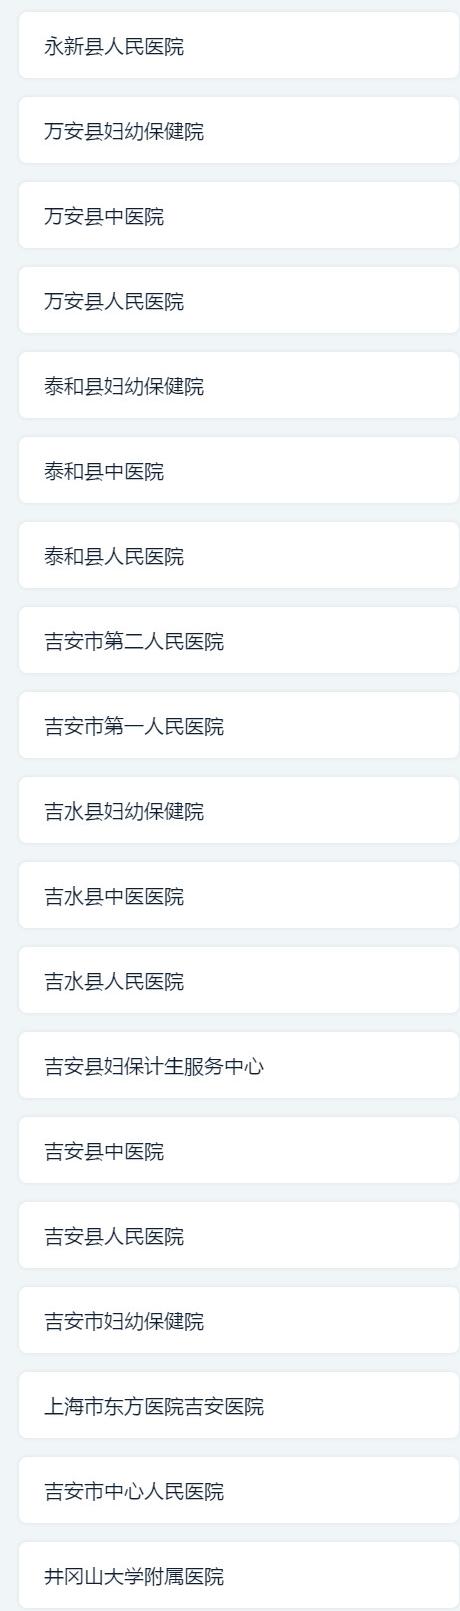 永新县人民医院
万安县妇幼保健院
万安县中医院
万安县人民医院
泰和县妇幼保健院
泰和县中医院
泰和县人民医院
吉安市第二人民医院
吉安市第一人民医院
吉水县妇幼保健院
吉水县中医医院
吉水县人民医院
吉安县妇保计生服务中心
吉安县中医院
吉安县人民医院
吉安市妇幼保健院
上海市东方医院吉安医院
吉安市中心人民医院
井冈山大学附属医院